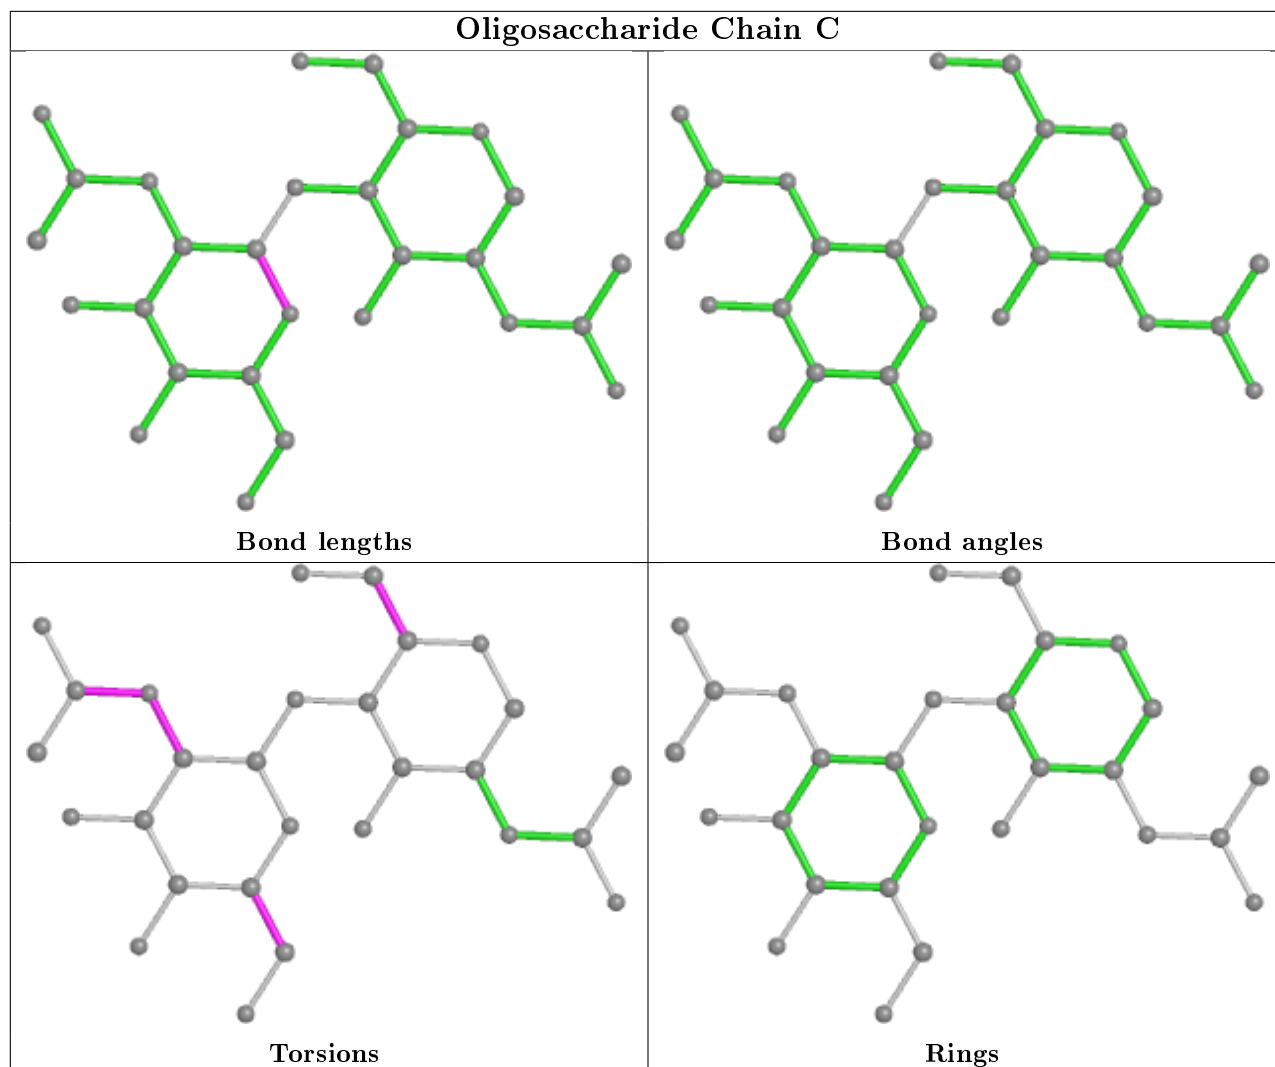 Oligosaccharide Chain C
Bond lengths
Bond angles
Torsions
Rings